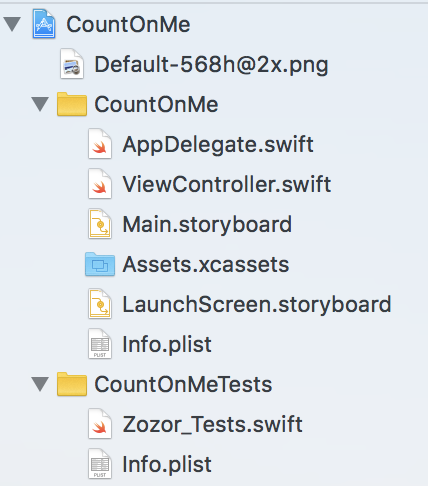 CountOnMe
Default-568h@2x.png
CountOnMe
AppDelegate.swift
ViewController.swift
Main.storyboard
Assets.xcassets
LaunchScreen.storyboard
Info.plist
CountOnMeTests
Zozor_Tests.swift
Info.plist